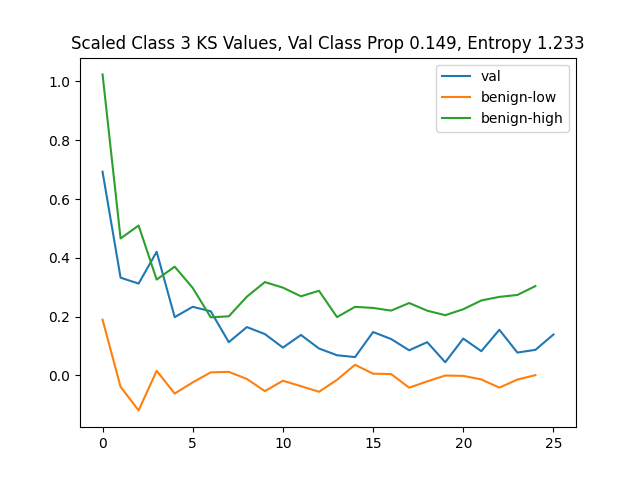 Scaled Class 3 KS Values, Val Class Prop 0.149, Entropy 1.233
val
benign-low
benign-high
1.0
0.8
0.6
0.4
0.2
0.0
0 5 10 15 20 25